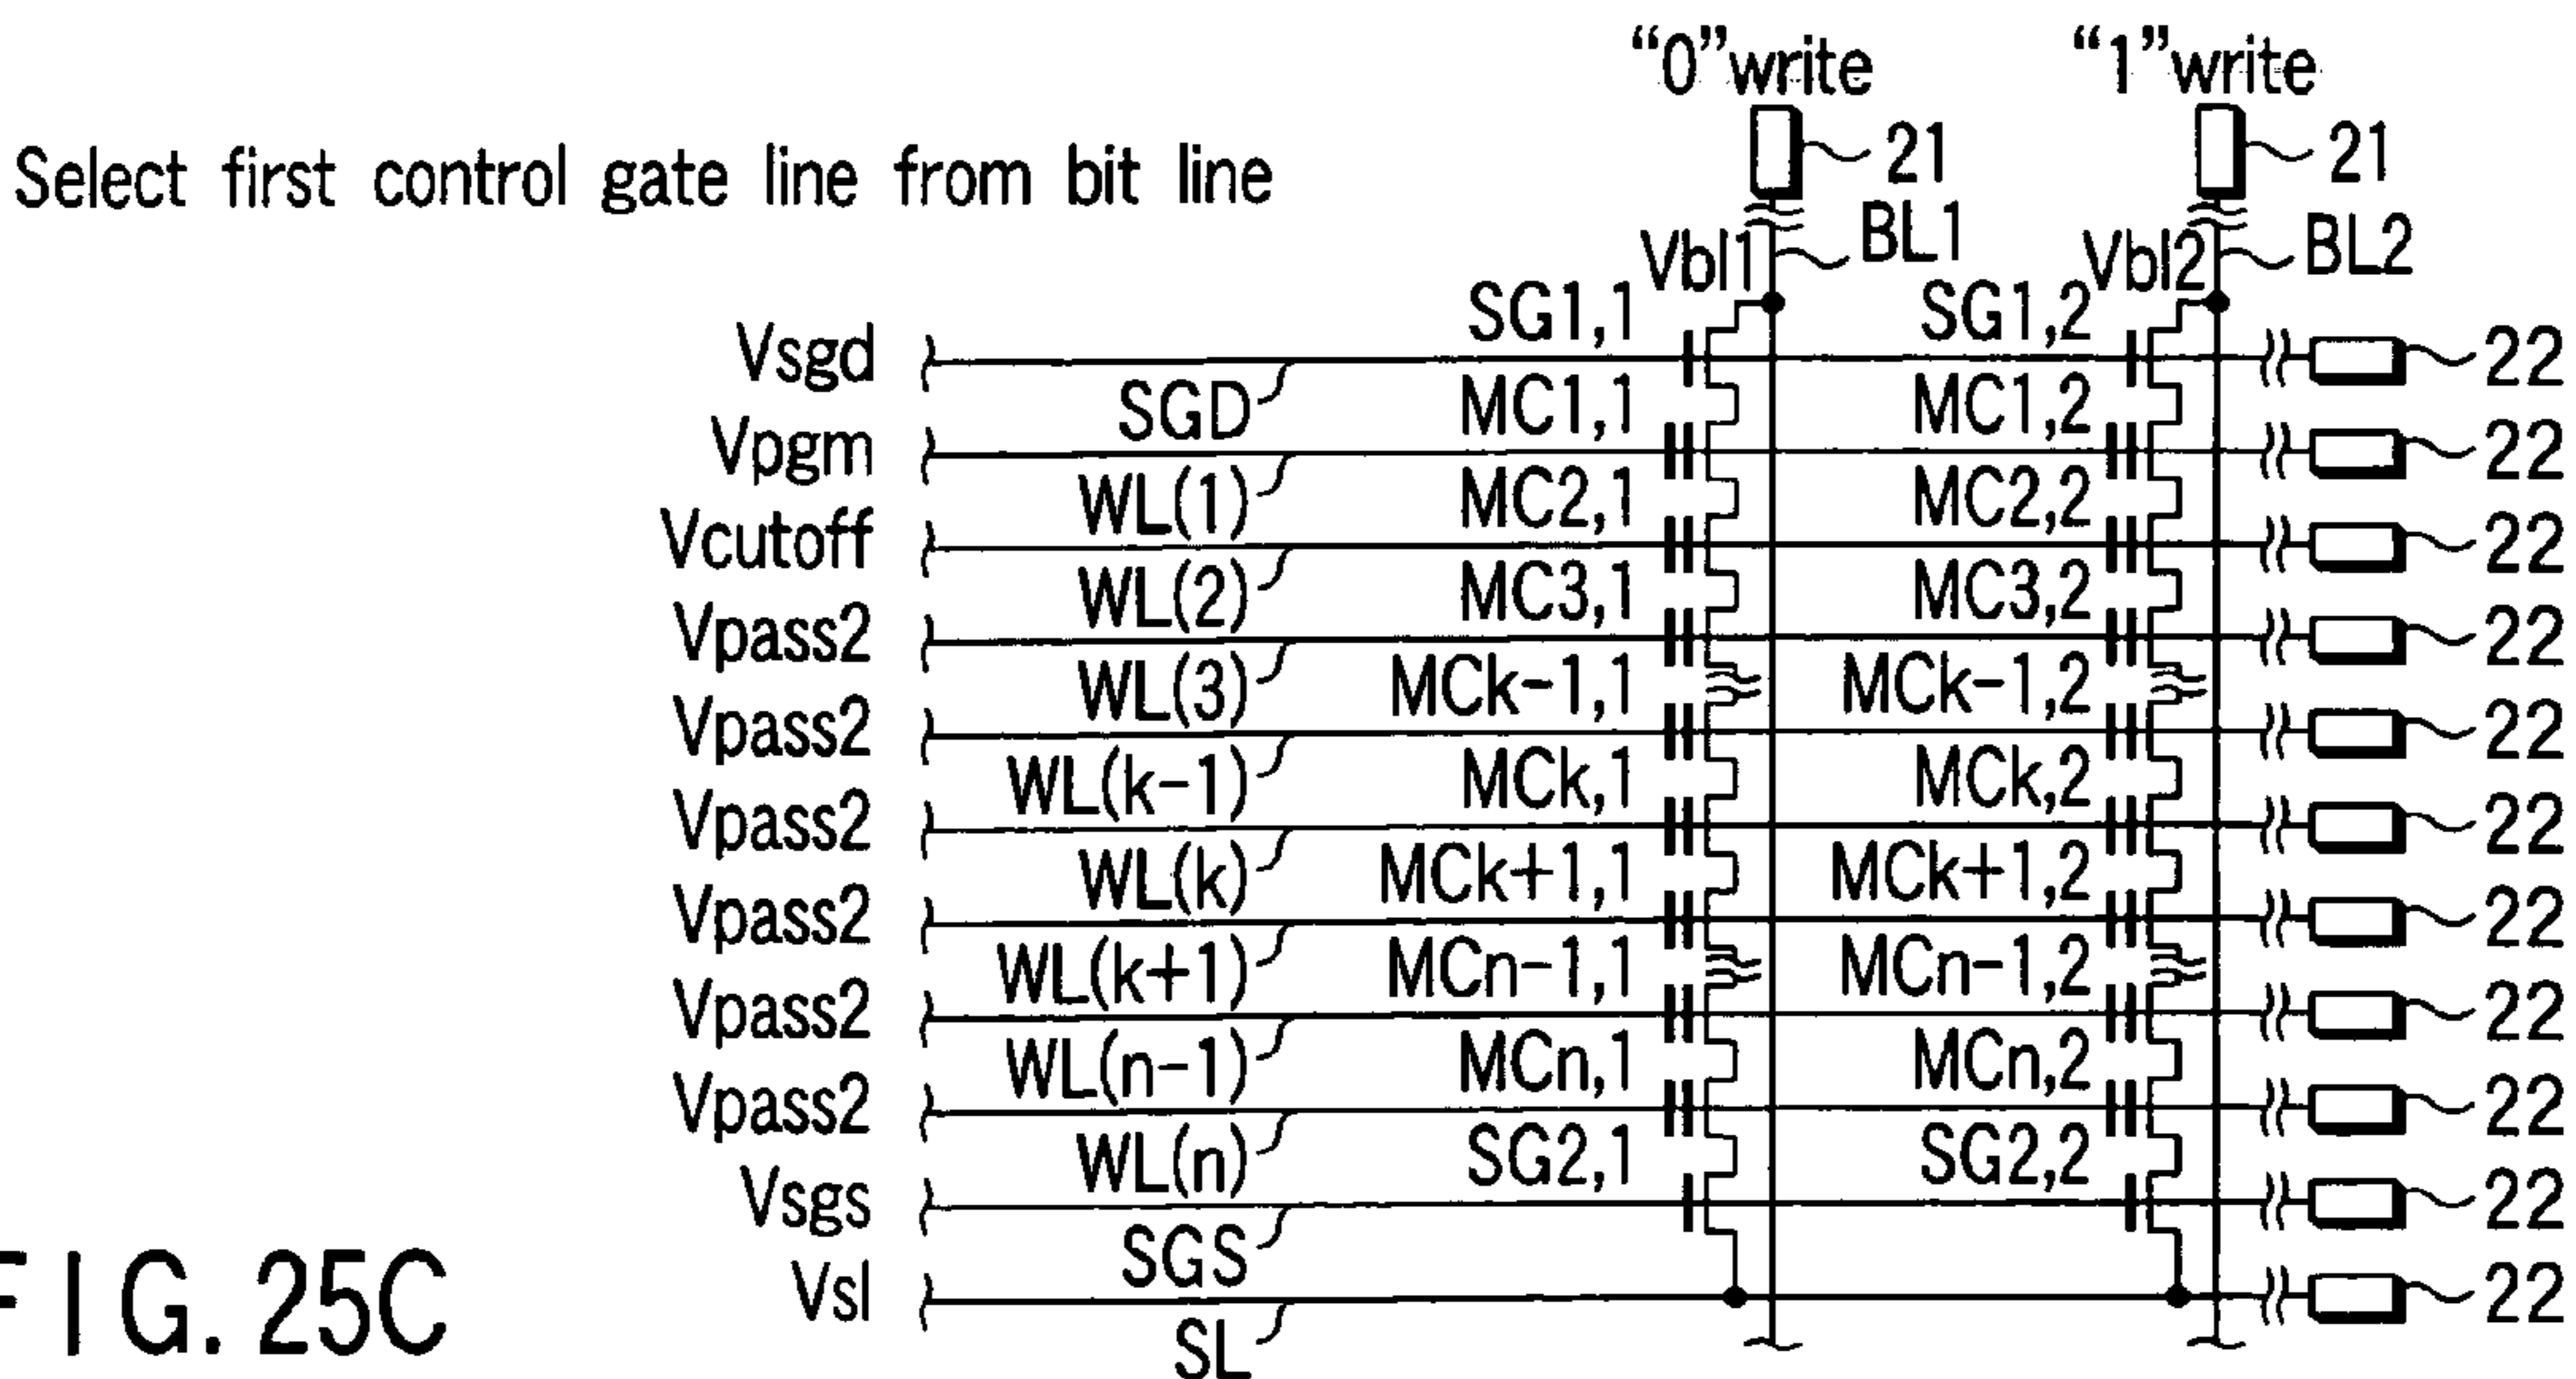 “0”write “1”write
21 21
Select first control gate line from bit line
Vbl1 BL1 Vbl2 BL2
SG1,1 SG1,2
Vsgd 22
SGD MC1,1 MC1,2
Vpgm 22
WL(1) MC2,1 MC2,2
Vcutoff 22
WL(2) MC3,1 MC3,2
Vpass2 22
WL(3) MCk-1,1 MCk-1,2
Vpass2 22
WL(k-1) MCk,1 MCk,2
Vpass2 22
WL(k) MCk+1,1 MCk+1,2
Vpass2 22
WL(k+1) MCn-1,1 MCn-1,2
Vpass2 22
WL(n-1) MCn,1 MCn,2
Vpass2 22
WL(n) SG2,1 SG2,2
Vsgs 22
SGS
Vsl 22
SL
FIG. 25C